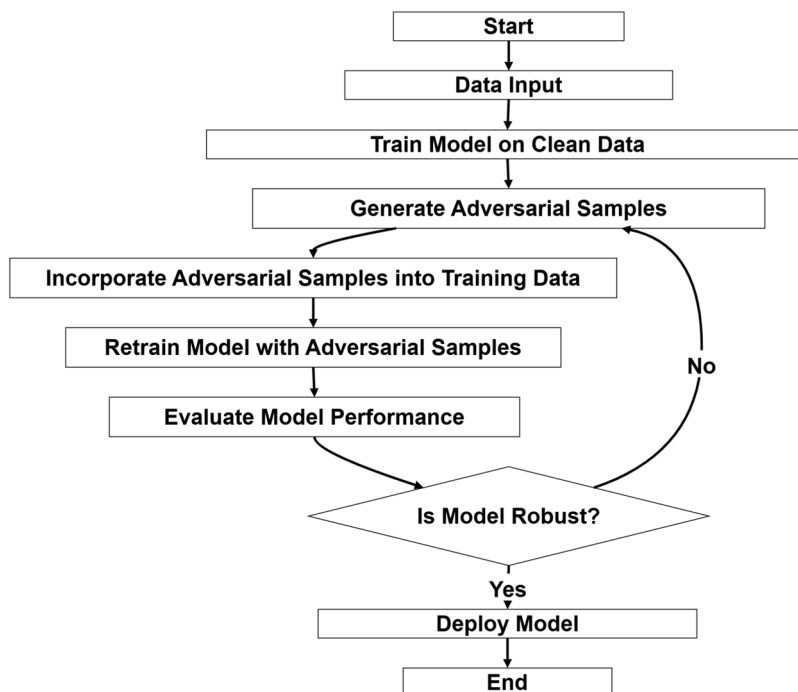 Start
Data Input
Train Model on Clean Data
Generate Adversarial Samples
Incorporate Adversarial Samples into Training Data
Retrain Model with Adversarial Samples
No
Evaluate Model Performance
Is Model Robust?
Yes
Deploy Model
End